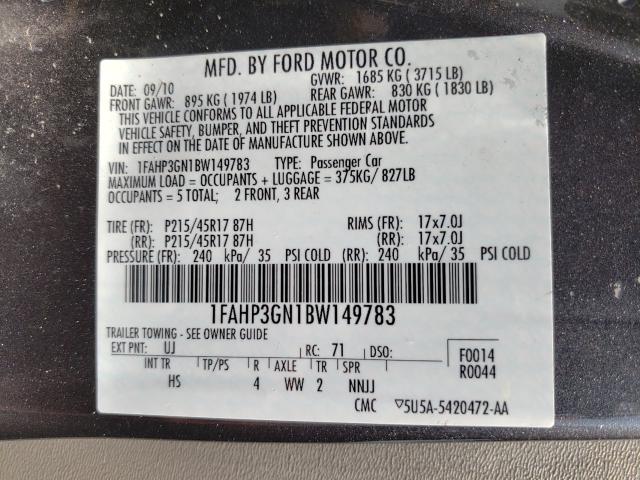 MFD. BY FORD MOTOR CO.
DATE: 09/10 GVWR: 1685 KG ( 3715 LB)
FRONT GAWR: 895 KG ( 1974 LB) REAR GAWR: 830 KG ( 1830 LB)
THIS VEHICLE CONFORMS TO ALL APPLICABLE FEDERAL MOTOR
VEHICLE SAFETY, BUMPER, AND THEFT PREVENTION STANDARDS
IN EFFECT ON THE DATE OF MANUFACTURE SHOWN ABOVE.
VIN: 1FAHP3GN1BW149783 TYPE: Passenger Car
MAXIMUM LOAD = OCCUPANTS + LUGGAGE = 375KG/ 827LB
OCCUPANTS = 5 TOTAL; 2 FRONT, 3 REAR
TIRE (FR): P215/45R17 87H RIMS (FR): 17x7.0J
(RR): P215/45R17 87H (RR): 17x7.0J
PRESSURE (FR): 240 kPa/ 35 PSI COLD (RR): 240 kPa/ 35 PSI COLD
1FAHP3GN1BW149783
TRAILER TOWING - SEE OWNER GUIDE
EXT PNT: UJ RC: 71 DSO: F0014
INT TR TP/PS R AXLE TR SPR R0044
HS 4 WW 2 NNJJ
CMC ▽5U5A-5420472-AA